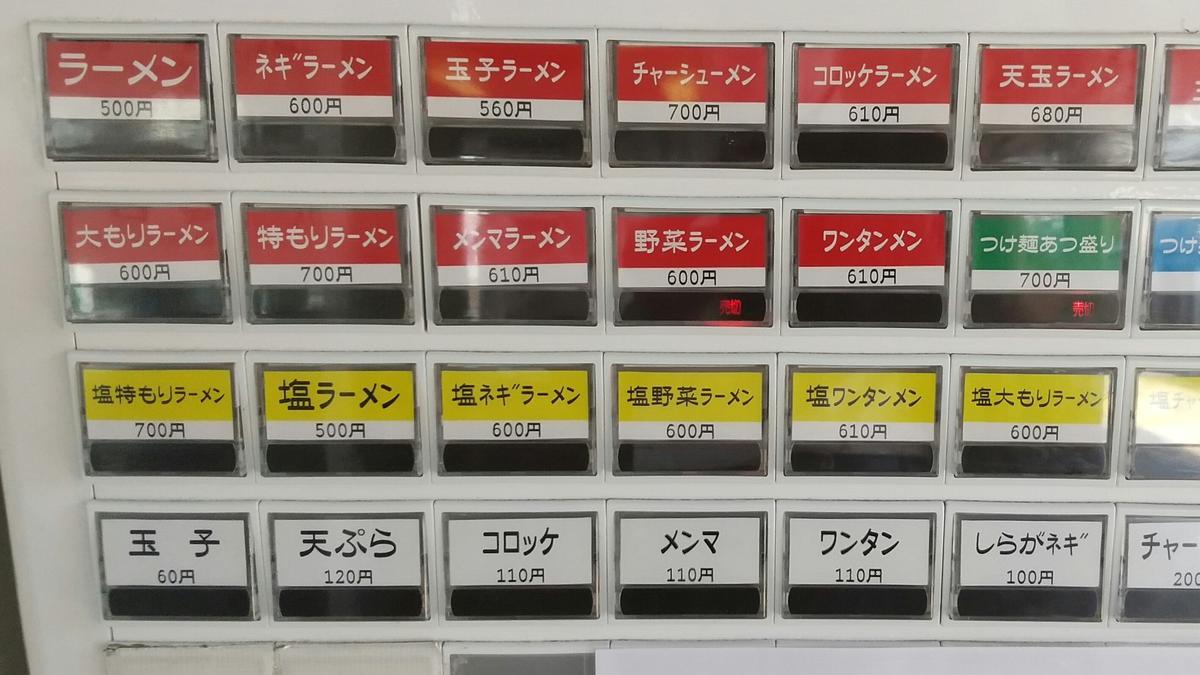 ラーメン
500円
ネギラーメン
600円
玉子ラーメン
560円
チャーシューメン
700円
コロッケラーメン
610円
天玉ラーメン
680円
大もりラーメン
600円
特もりラーメン
700円
メンマラーメン
610円
野菜ラーメン
600円
売切
ワンタンメン
610円
つけ麺あつ盛り
700円
売切
つけ
塩特もりラーメン
700円
塩ラーメン
500円
塩ネギラーメン
600円
塩野菜ラーメン
600円
塩ワンタンメン
610円
塩大もりラーメン
600円
塩チャ
玉 子
60円
天ぷら
120円
コロッケ
110円
メンマ
110円
ワンタン
110円
しらがネギ
100円
チャー
200